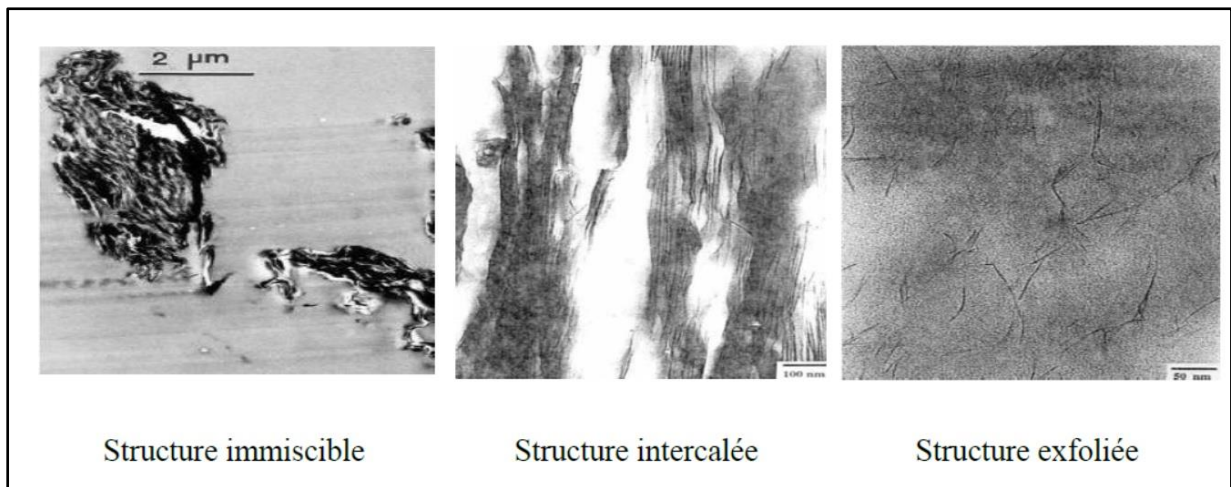 2 µm
100 nm
50 nm
Structure immiscible
Structure intercalée
Structure exfoliée